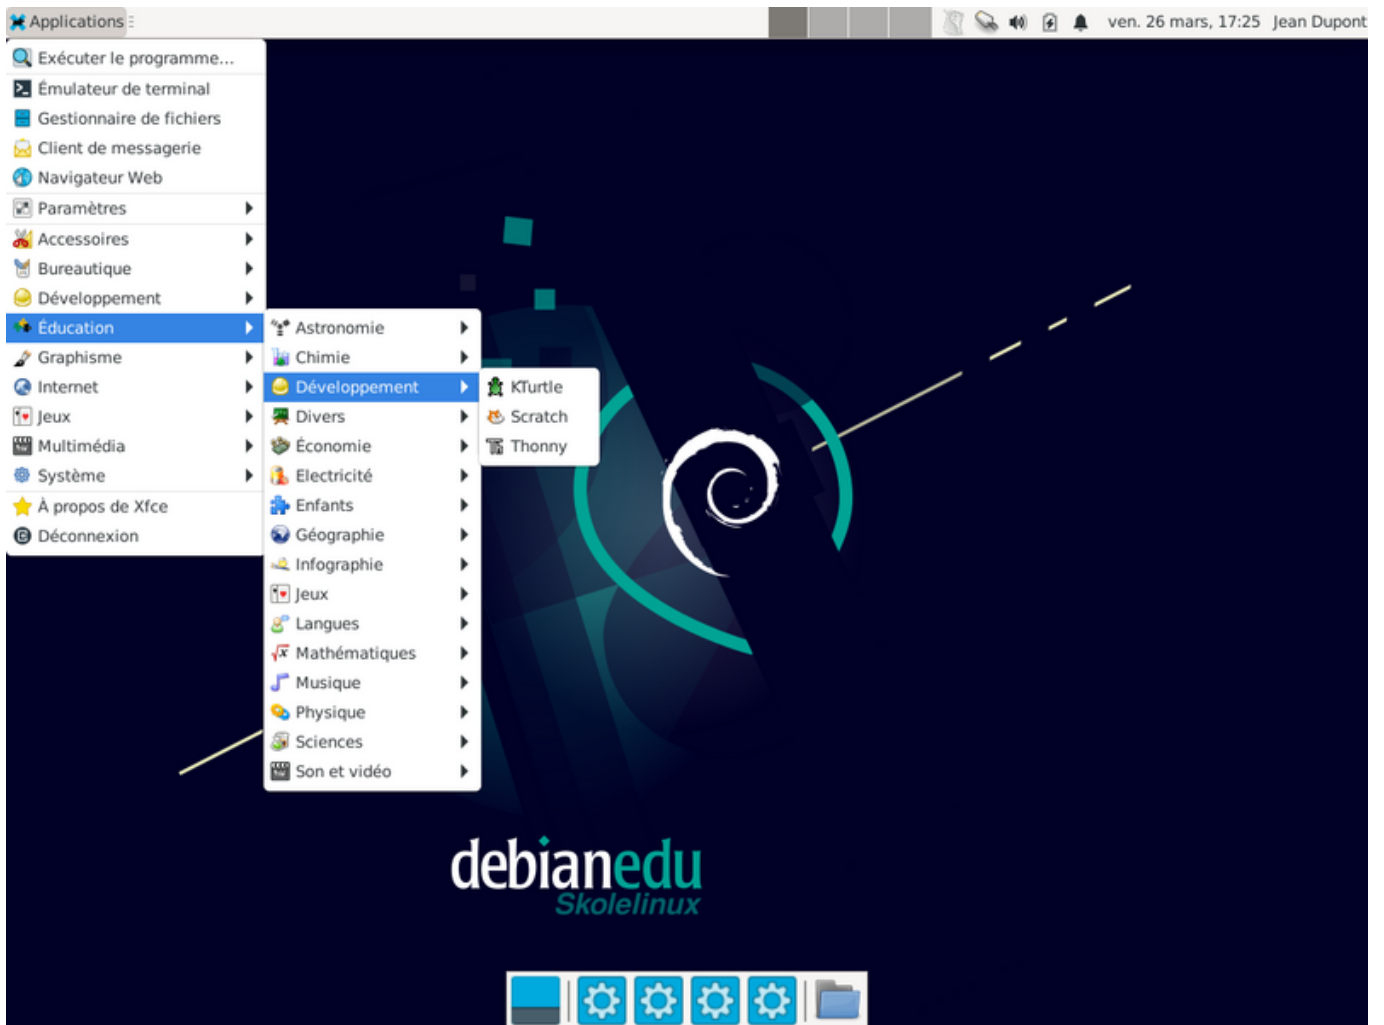 Applications
ven. 26 mars, 17:25 Jean Dupont
Exécuter le programme...
Émulateur de terminal
Gestionnaire de fichiers
Client de messagerie
Navigateur Web
Paramètres
Accessoires
Bureautique
Développement
Éducation
Graphisme
Internet
Jeux
Multimédia
Système
À propos de Xfce
Déconnexion
Astronomie
Chimie
Développement
Divers
Économie
Electricité
Enfants
Géographie
Infographie
Jeux
Langues
Mathématiques
Musique
Physique
Sciences
Son et vidéo
KTurtle
Scratch
Thonny
debianedu
Skolelinux